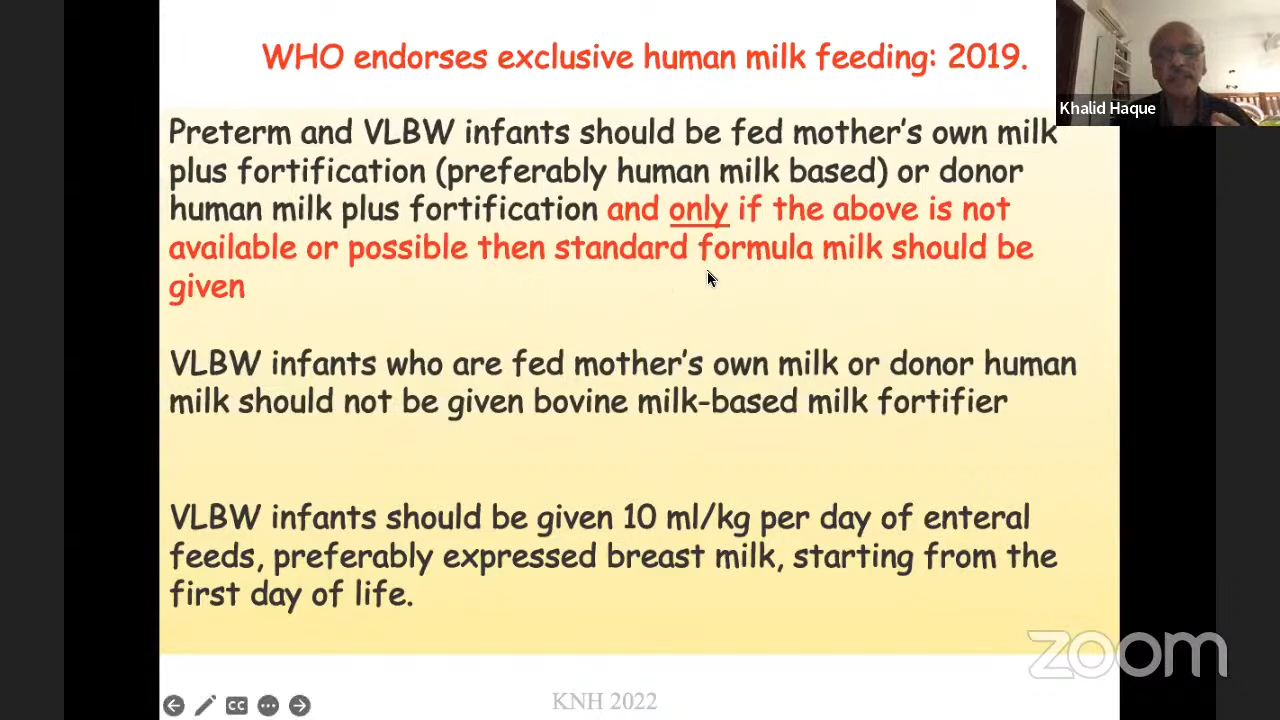 WHO endorses exclusive human milk feeding: 2019.
Khalid Haque
Preterm and VLBW infants should be fed mother's own milk
plus fortification (preferably human milk based) or donor
human milk plus fortification and only if the above is not
available or possible then standard formula milk should be
given
VLBW infants who are fed mother's own milk or donor human
milk should not be given bovine milk-based milk fortifier
VLBW infants should be given 10 ml/kg per day of enteral
feeds, preferably expressed breast milk, starting from the
first day of life.
zoom
CC
KNH 2022